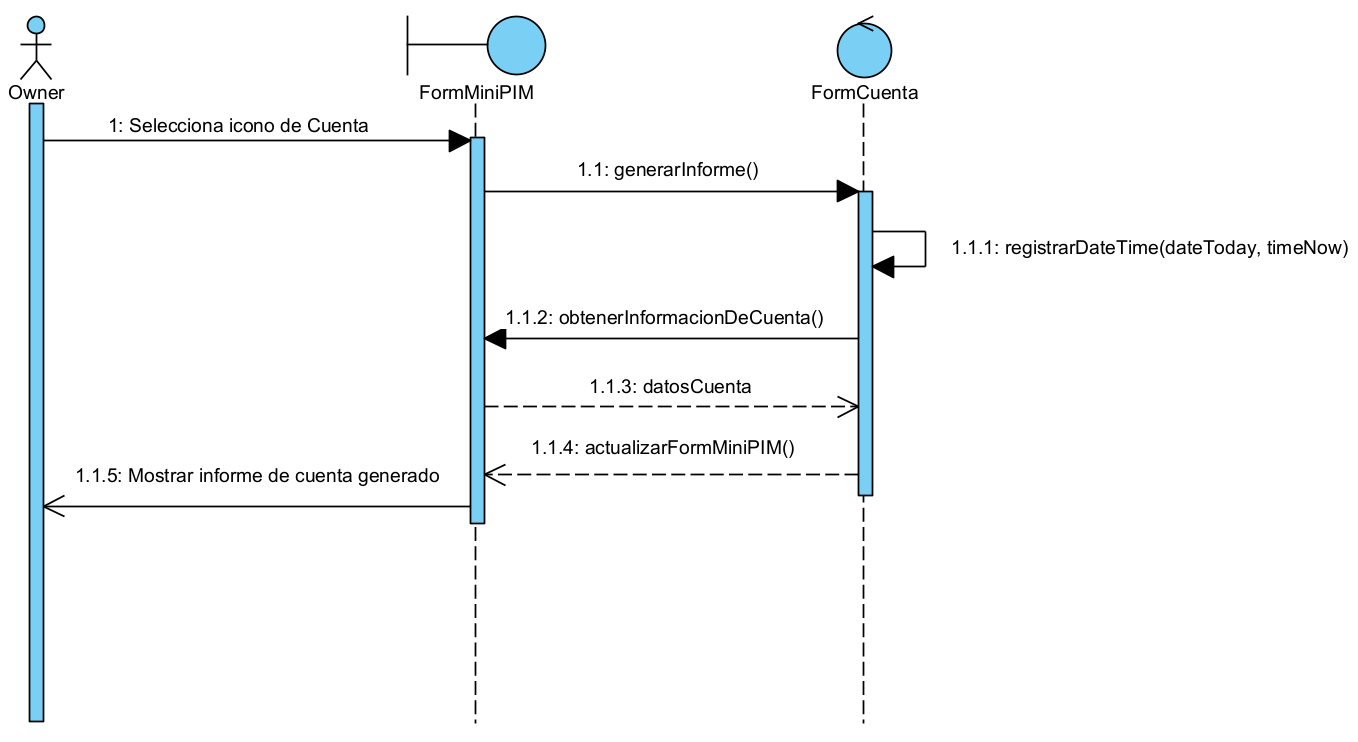 Owner
FormMiniPIM
FormCuenta
1: Selecciona icono de Cuenta
1.1: generarInforme()
1.1.1: registrarDateTime(dateToday, timeNow)
1.1.2: obtenerInformacionDeCuenta()
1.1.3: datosCuenta
1.1.4: actualizarFormMiniPIM()
1.1.5: Mostrar informe de cuenta generado